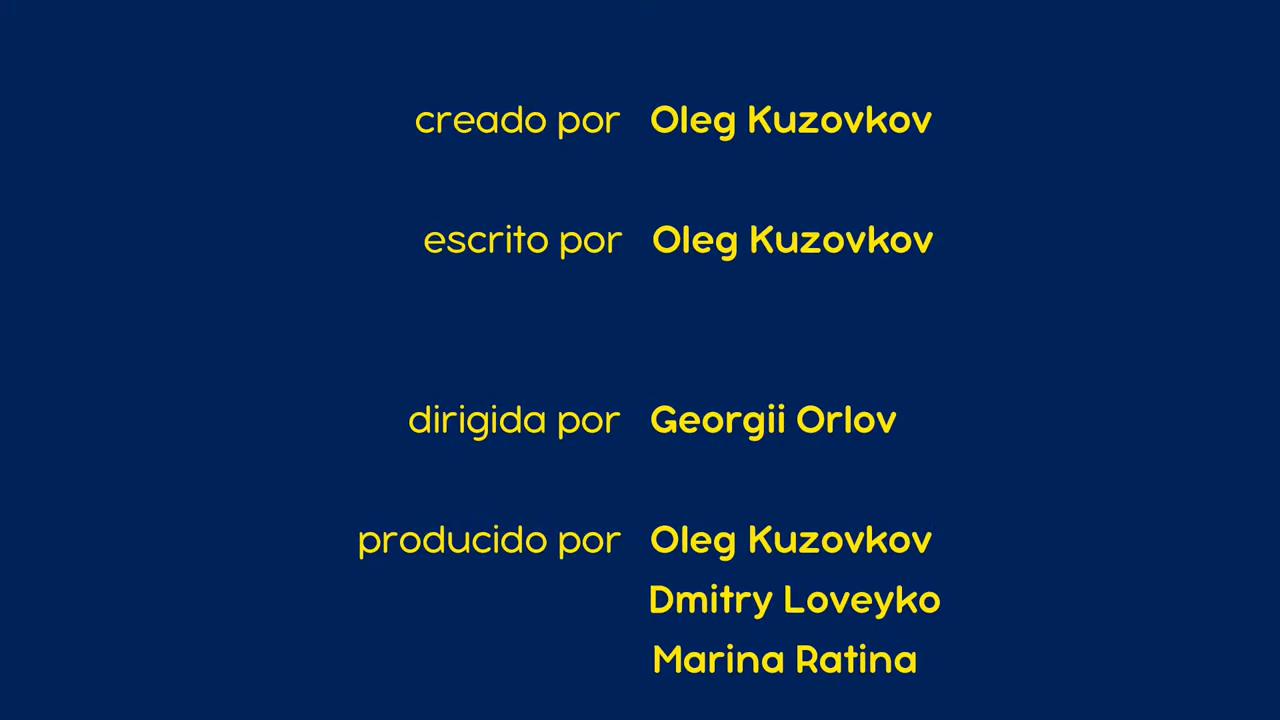 creado por Oleg Kuzovkov
escrito por Oleg Kuzovkov
dirigida por Georgii Orlov
producido por Oleg Kuzovkov
Dmitry Loveyko
Marina Ratina